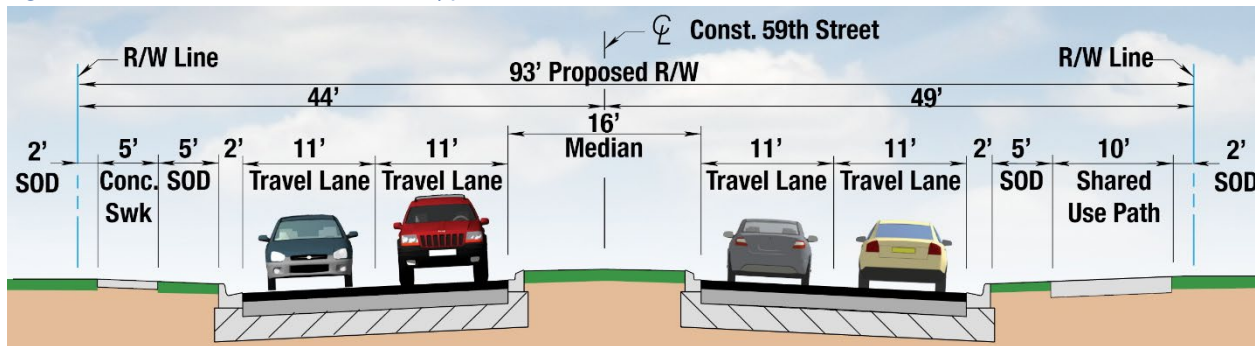 ℄ Const. 59th Street
R/W Line
R/W Line
93’ Proposed R/W
44’
49’
16’
Median
2’
SOD
5’
Conc.
Swk
5’
SOD
2’
11’
Travel Lane
11’
Travel Lane
11’
Travel Lane
11’
Travel Lane
2’
5’
SOD
10’
Shared
Use Path
2’
SOD